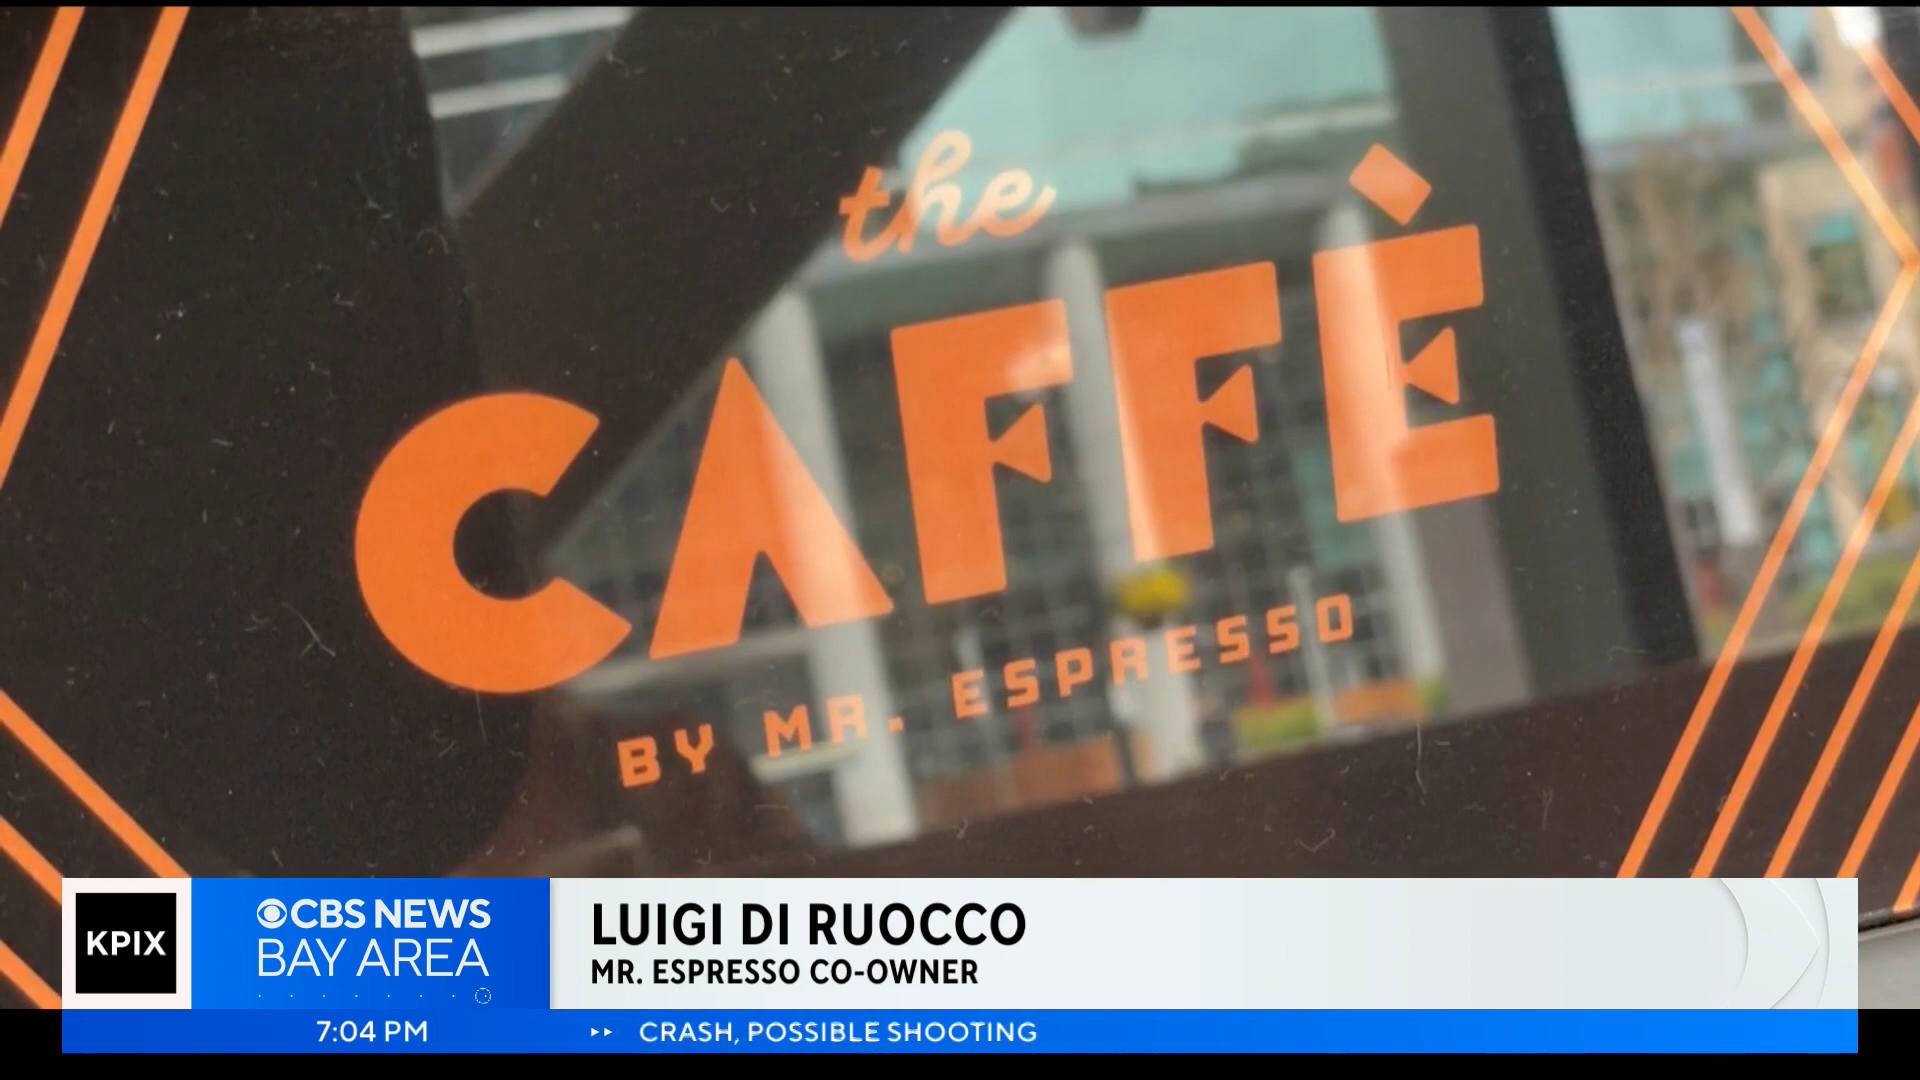 the
CAFFÈ
BY MR. ESPRESSO
KPIX
CBS NEWS
BAY AREA
LUIGI DI RUOCCO
MR. ESPRESSO CO-OWNER
7:04 PM
CRASH, POSSIBLE SHOOTING